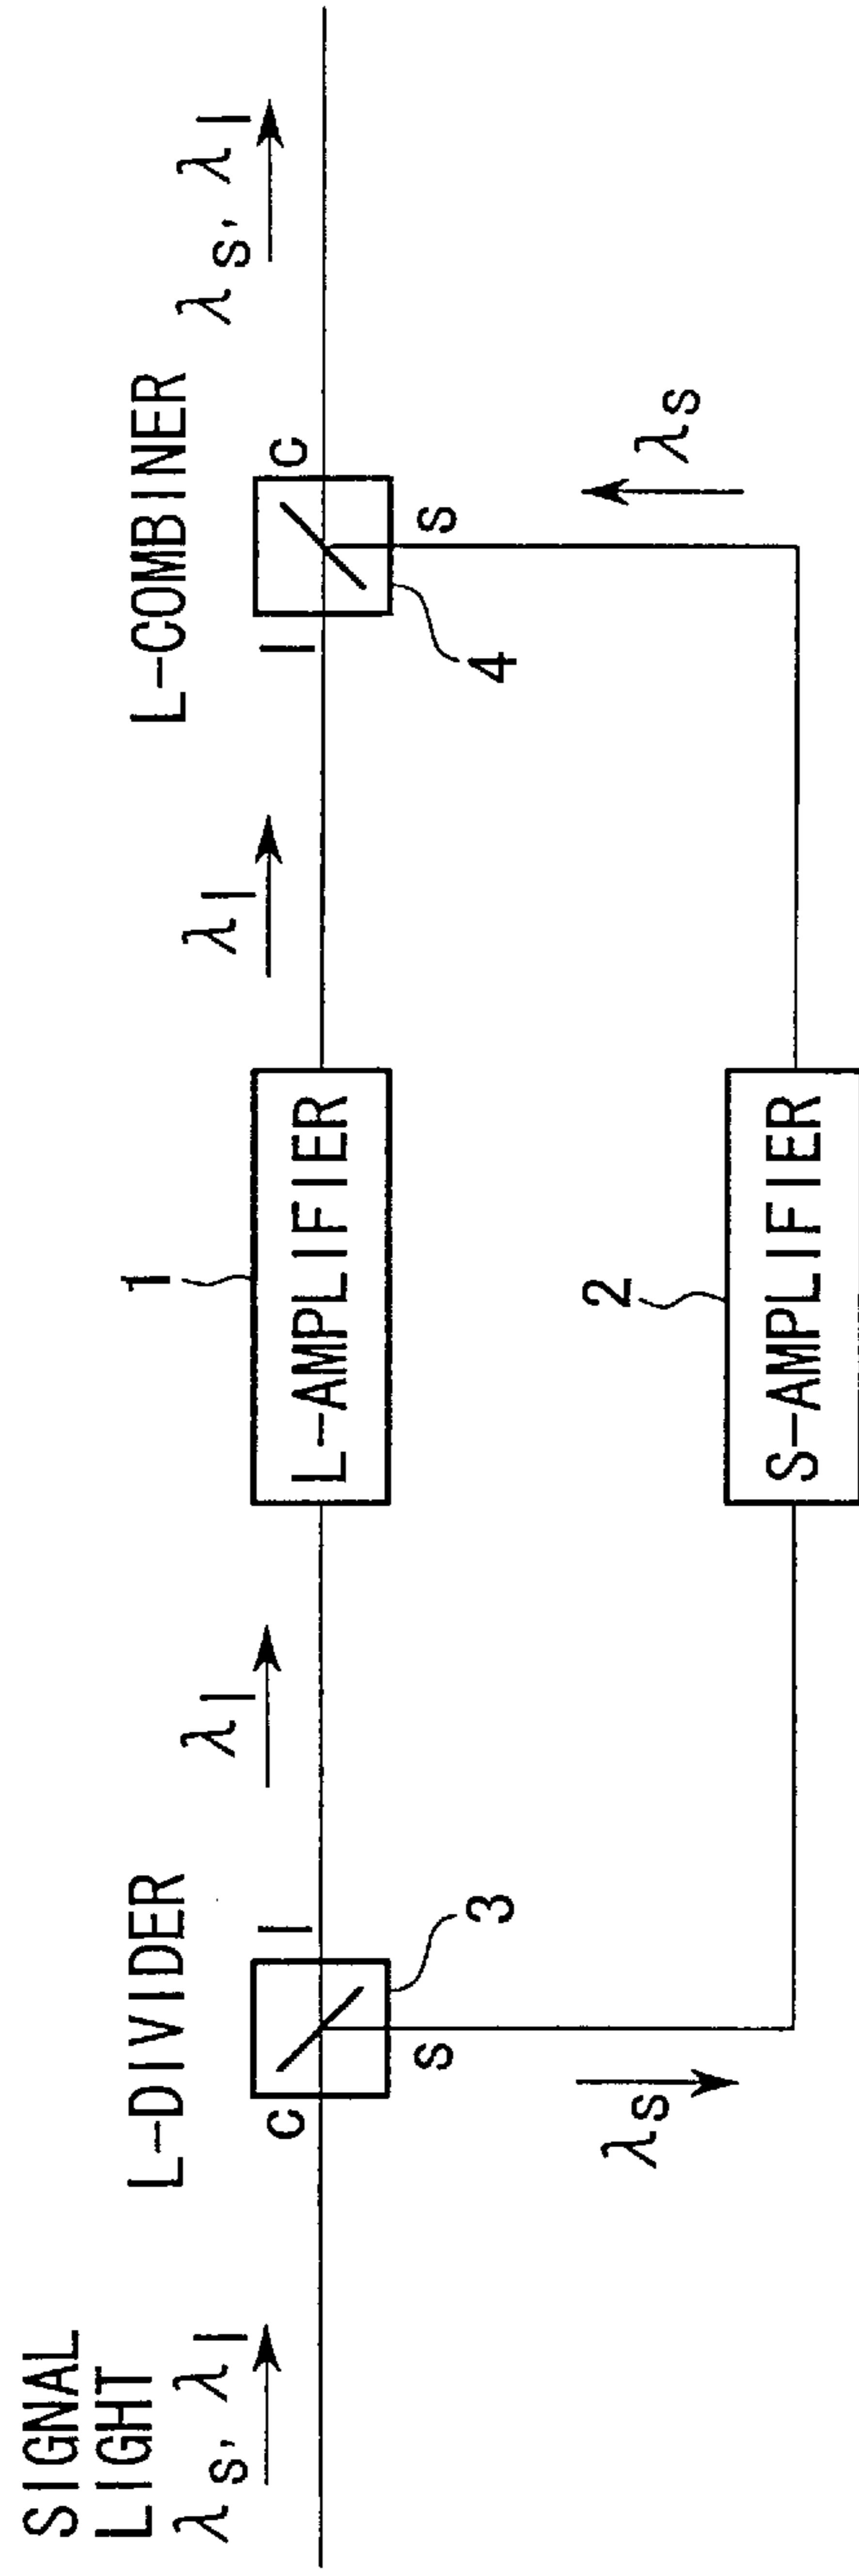 SIGNAL
LIGHT
λs, λl
L-DIVIDER
c
l
s
3
λs
λl
1
L-AMPLIFIER
2
S-AMPLIFIER
λl
L-COMBINER
l
c
s
4
λs
λs, λl